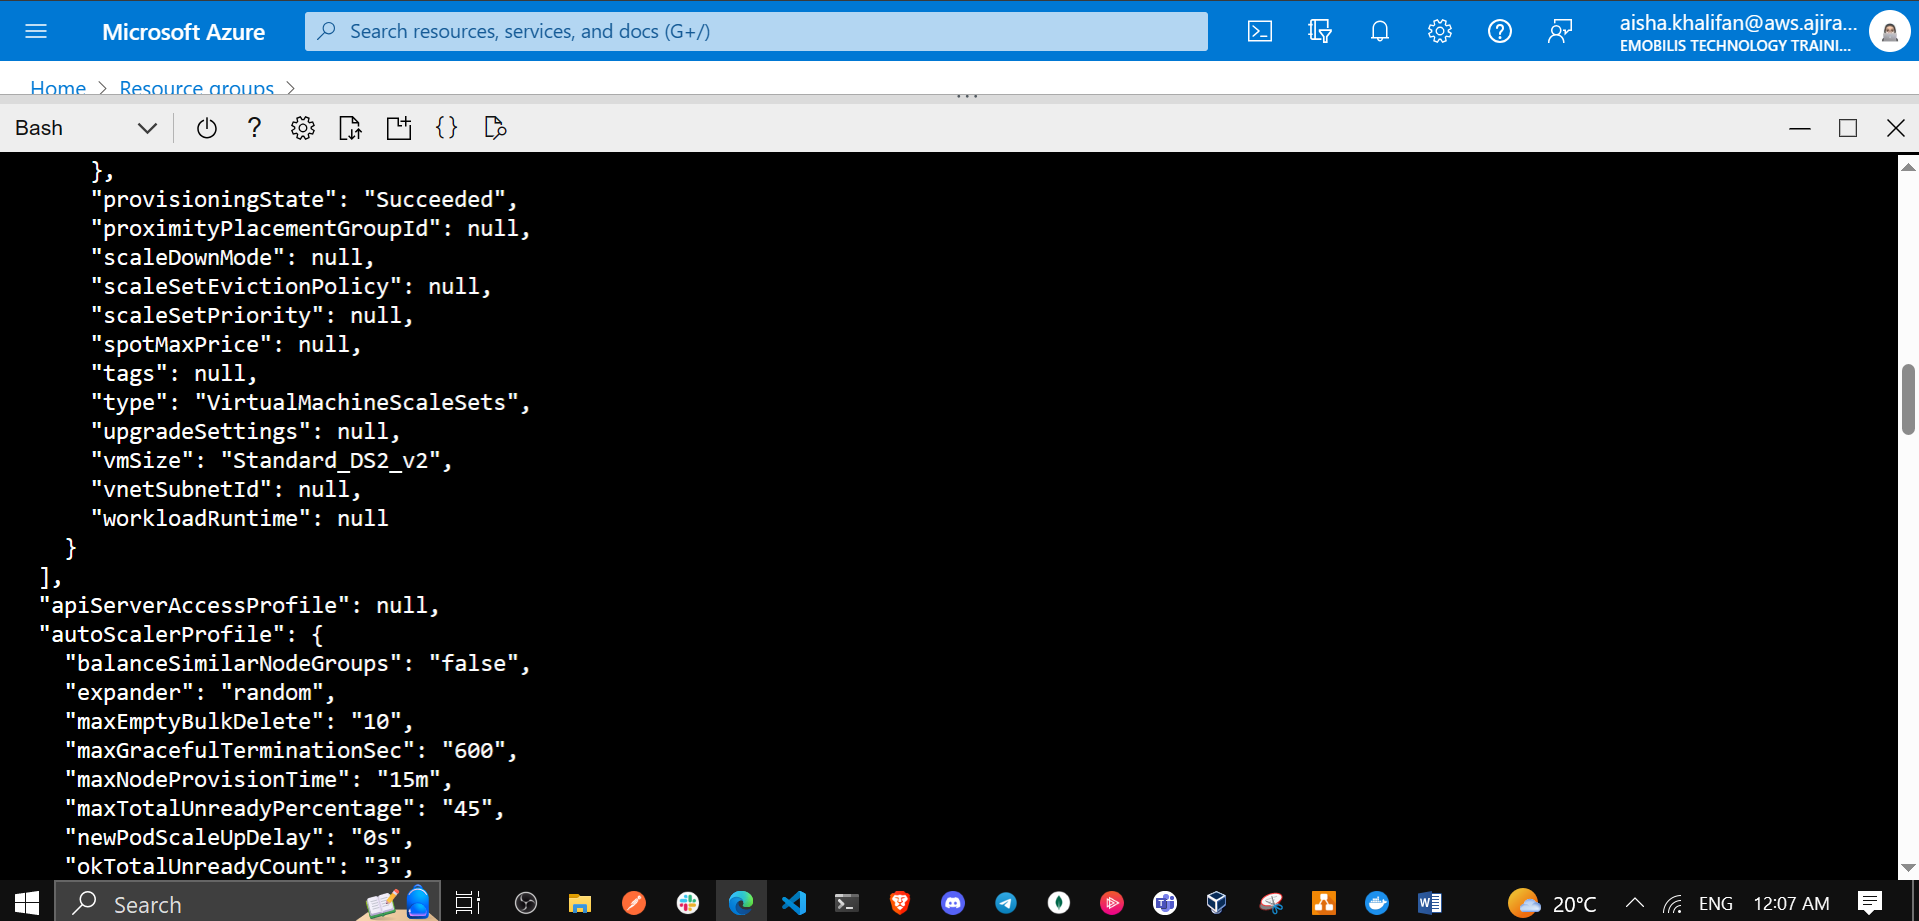 Microsoft Azure
Search resources, services, and docs (G+/)
aisha.khalifan@aws.ajira...
EMOBILIS TECHNOLOGY TRAINI...
Home > Resource groups >
...
Bash
},
"provisioningState": "Succeeded",
"proximityPlacementGroupId": null,
"scaleDownMode": null,
"scaleSetEvictionPolicy": null,
"scaleSetPriority": null,
"spotMaxPrice": null,
"tags": null,
"type": "VirtualMachineScaleSets",
"upgradeSettings": null,
"vmSize": "Standard_DS2_v2",
"vnetSubnetId": null,
"workloadRuntime": null
}
],
"apiServerAccessProfile": null,
"autoScalerProfile": {
"balanceSimilarNodeGroups": "false",
"expander": "random",
"maxEmptyBulkDelete": "10",
"maxGracefulTerminationSec": "600",
"maxNodeProvisionTime": "15m",
"maxTotalUnreadyPercentage": "45",
"newPodScaleUpDelay": "0s",
"okTotalUnreadyCount": "3",
Search
20°C
ENG
12:07 AM